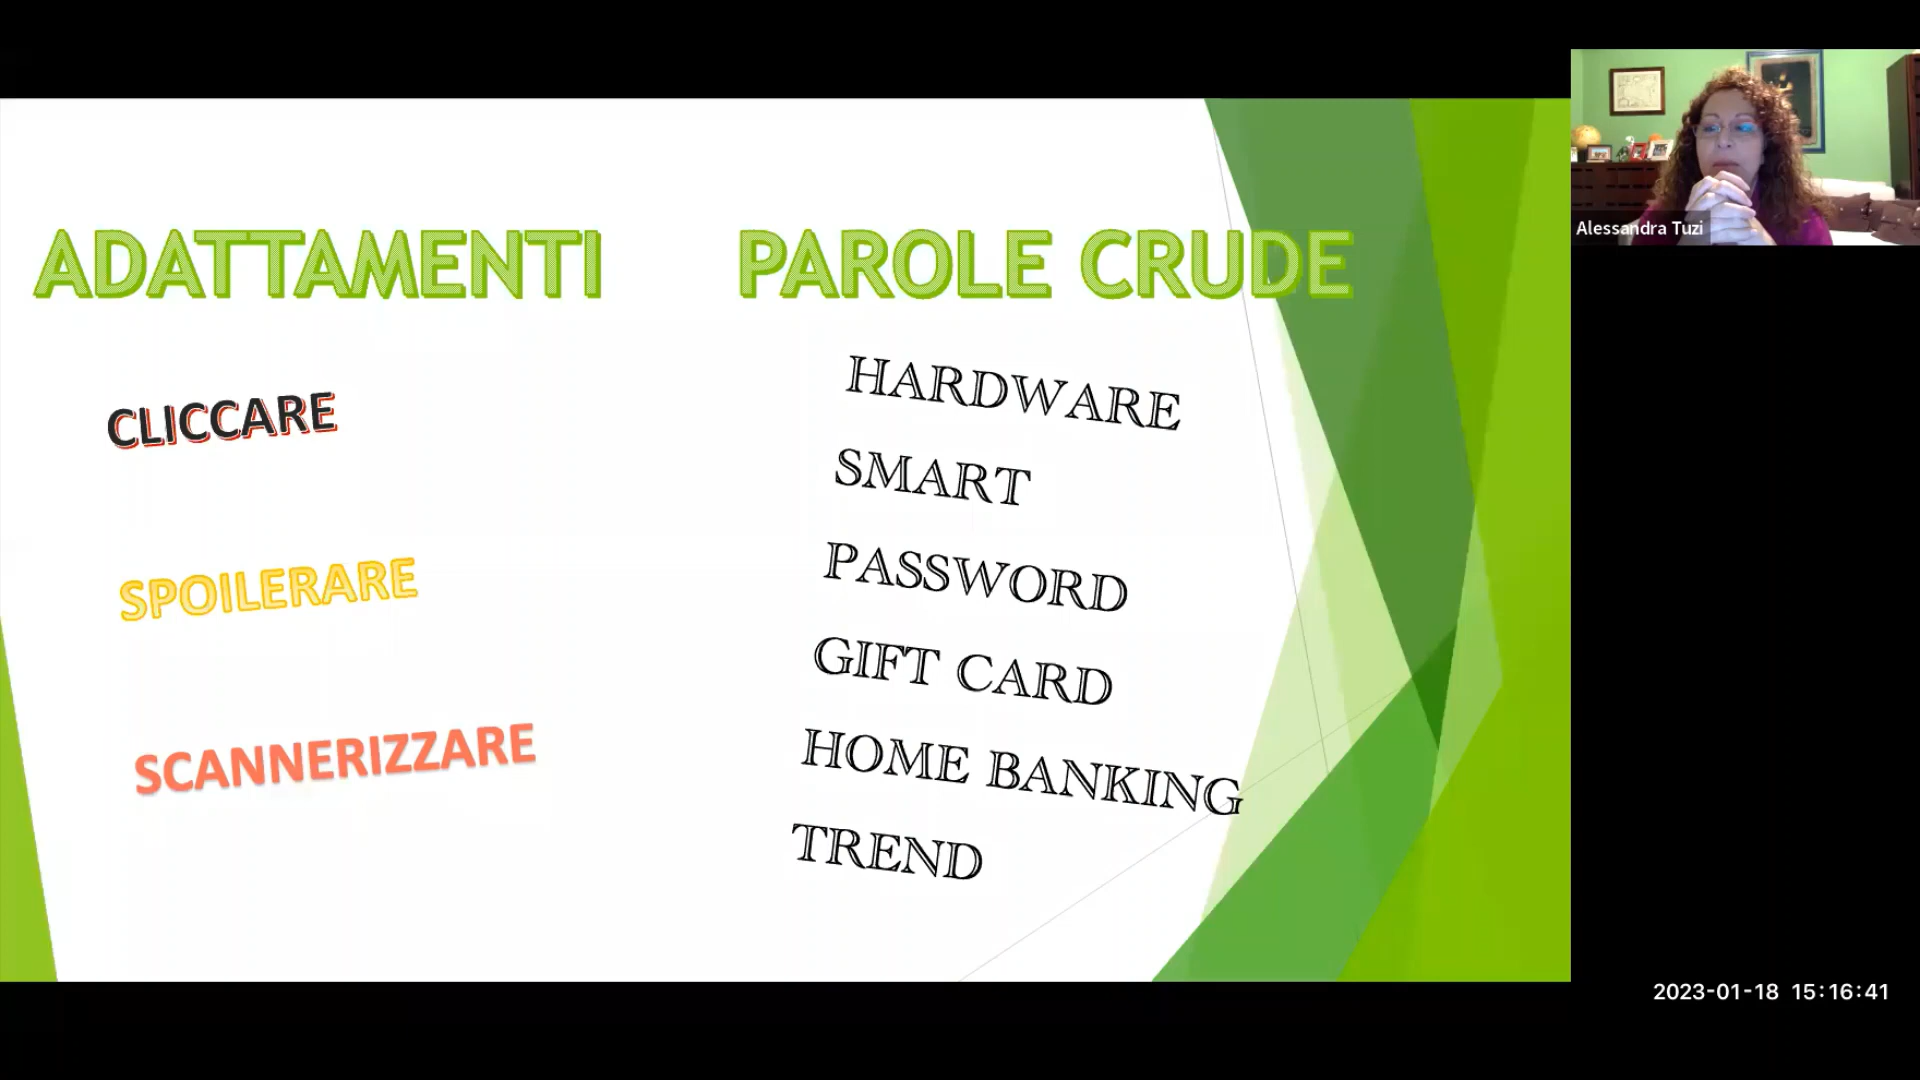 ADATTAMENTI
CLICCARE
SPOILERARE
SCANNERIZZARE
PAROLE CRUDE
HARDWARE
SMART
PASSWORD
GIFT CARD
HOME BANKING
TREND
Alessandra Tuzi
2023-01-18 15:16:41